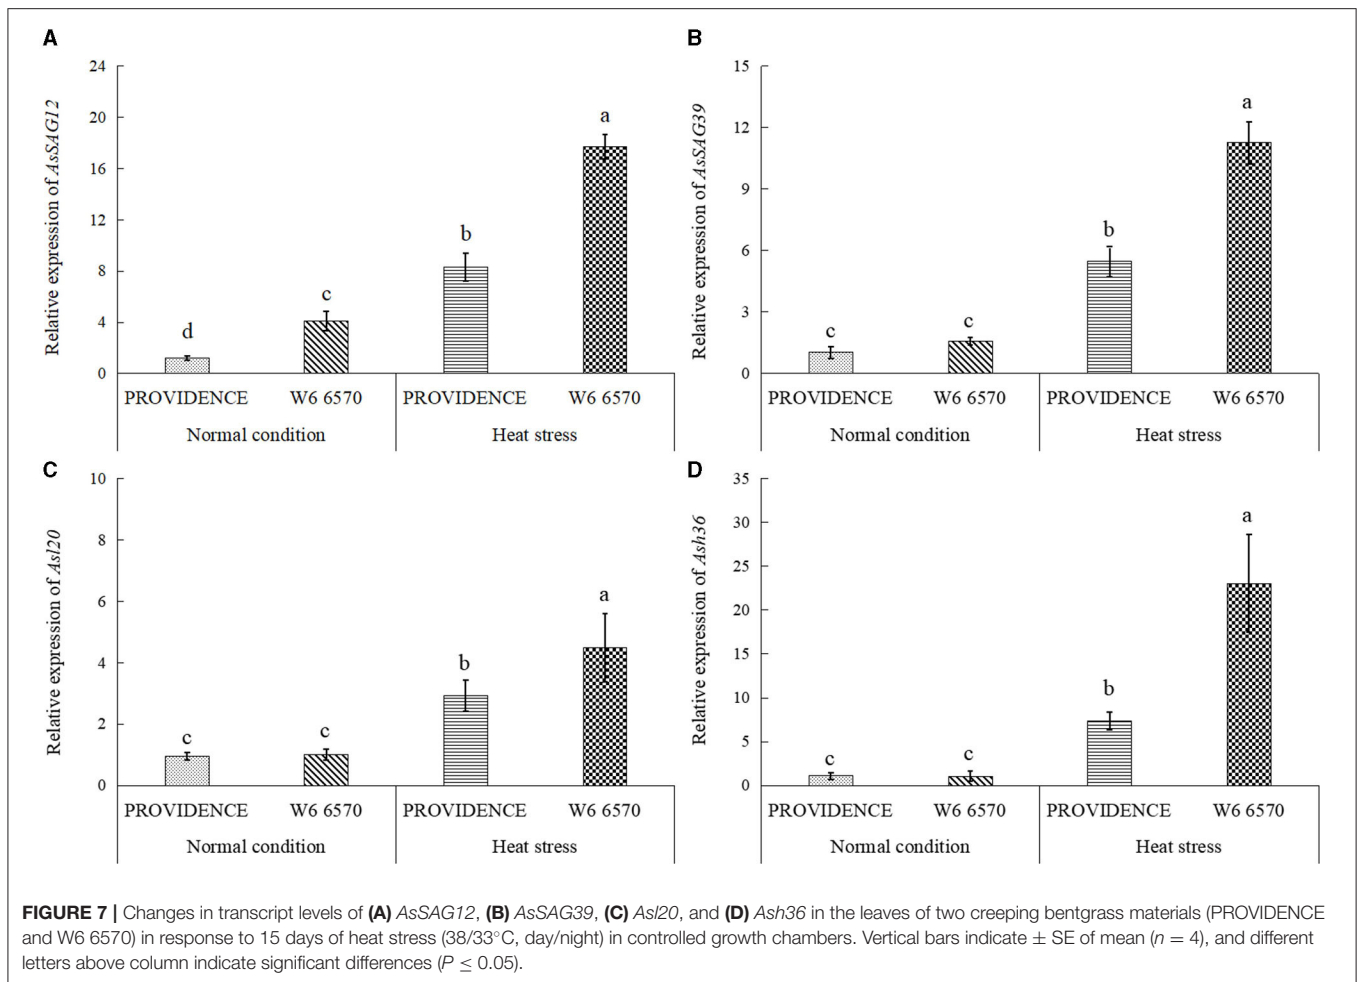 A
Relative expression of AsSAG12
24
20
16
12
8
4
0
d
c
b
a
PROVIDENCE W6 6570 PROVIDENCE W6 6570
Normal condition Heat stress
B
Relative expression of AsSAG39
15
12
9
6
3
0
c
c
b
a
PROVIDENCE W6 6570 PROVIDENCE W6 6570
Normal condition Heat stress
C
Relative expression of Asl20
10
8
6
4
2
0
c
c
b
a
PROVIDENCE W6 6570 PROVIDENCE W6 6570
Normal condition Heat stress
D
Relative expression of Ash36
35
30
25
20
15
10
5
0
c
c
b
a
PROVIDENCE W6 6570 PROVIDENCE W6 6570
Normal condition Heat stress
FIGURE 7 | Changes in transcript levels of (A) AsSAG12, (B) AsSAG39, (C) Asl20, and (D) Ash36 in the leaves of two creeping bentgrass materials (PROVIDENCE
and W6 6570) in response to 15 days of heat stress (38/33°C, day/night) in controlled growth chambers. Vertical bars indicate ± SE of mean (n = 4), and different
letters above column indicate significant differences (P ≤ 0.05).